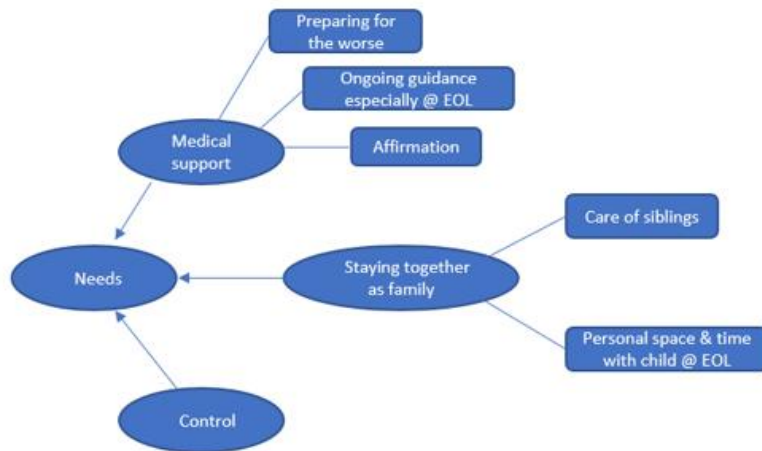 Preparing for
the worse
Ongoing guidance
especially @ EOL
Medical
support
Affirmation
Care of siblings
Needs
Staying together
as family
Personal space & time
with child @ EOL
Control